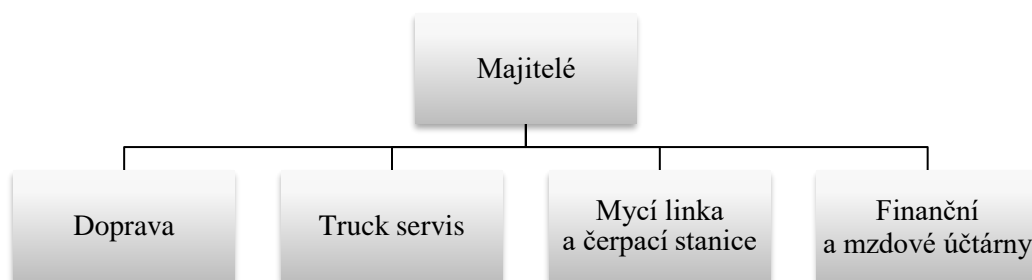 Majitelé
Doprava
Truck servis
Mycí linka
a čerpací stanice
Finanční
a mzdové účtárny